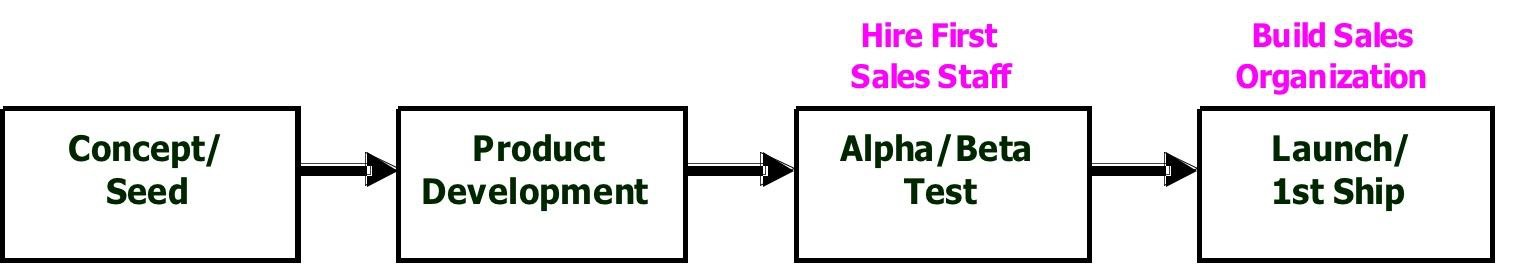 Hire First
Sales Staff
Build Sales
Organization
Concept/
Seed
Product
Development
Alpha/Beta
Test
Launch/
1st Ship